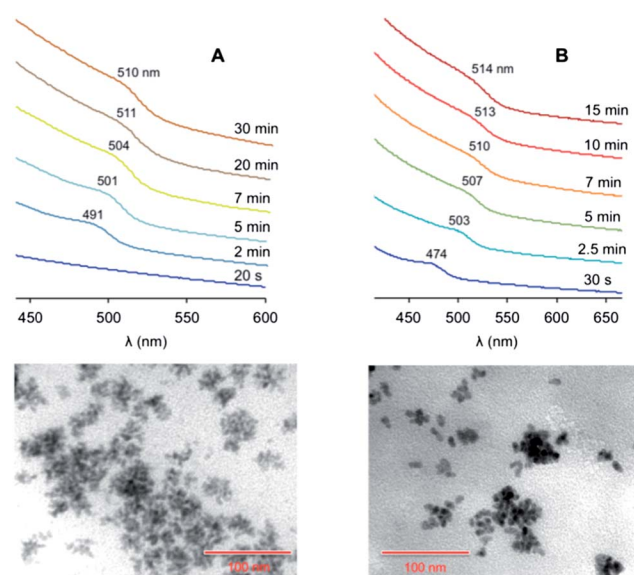 A
510 nm
511
504
501
491
30 min
20 min
7 min
5 min
2 min
20 s
450 500 550 600
λ (nm)
B
514 nm
513
510
507
503
474
15 min
10 min
7 min
5 min
2.5 min
30 s
450 500 550 600 650
λ (nm)
100 nm
100 nm